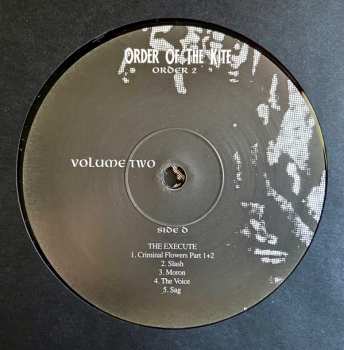 ORDER OF THE KITE
ORDER 2
VOLUME TWO
SIDE D
THE EXECUTE
1. Criminal Flowers Part 1+2
2. Slash
3. Moron
4. The Voice
5. Sag